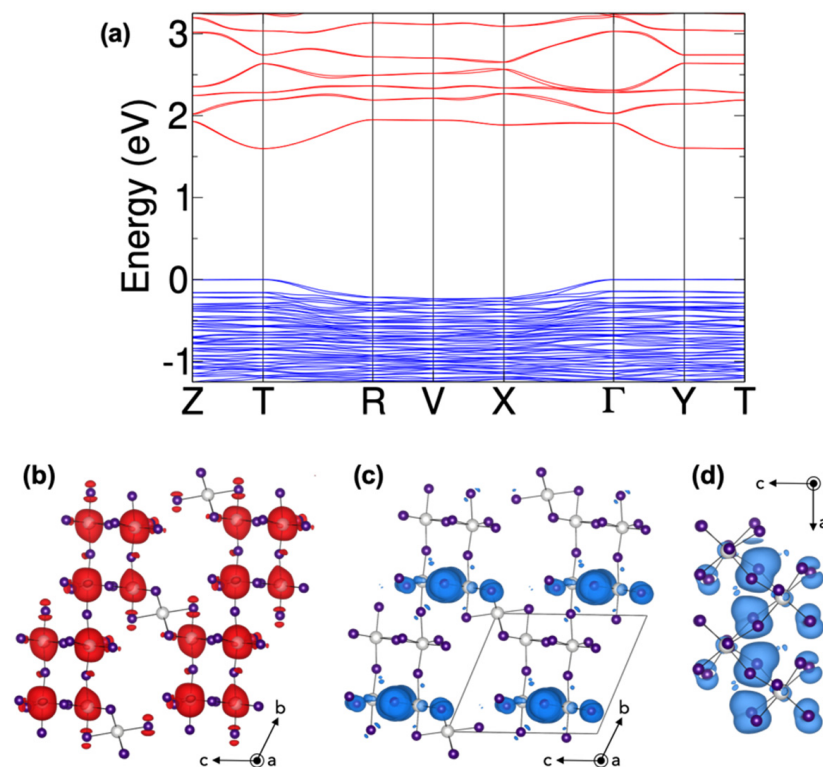 (a)
Energy (eV)
3
2
1
0
-1
Z T R V X Γ Y T
(b) (c) (d)
c a
b
c a
b
c
a